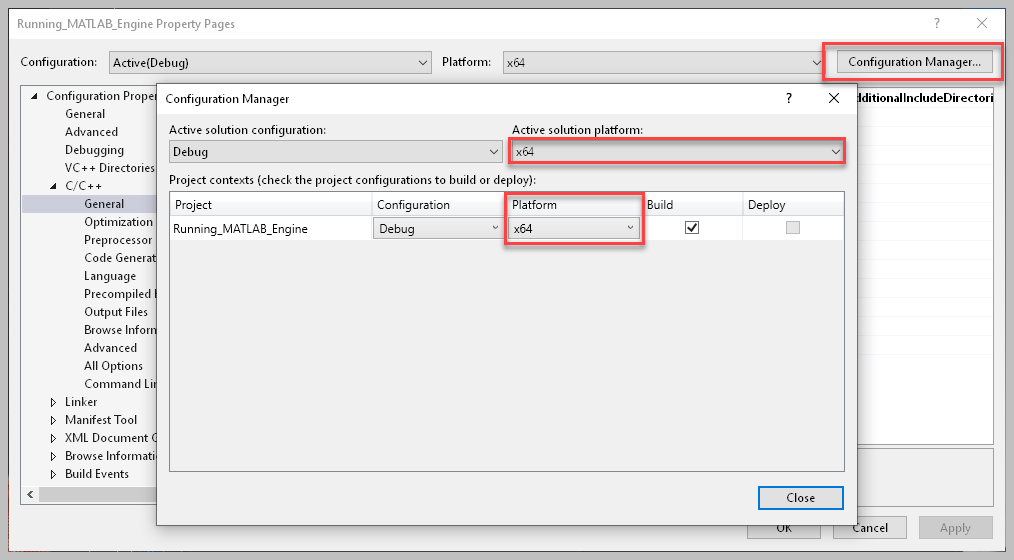 Running_MATLAB_Engine Property Pages
Configuration: Active(Debug) Platform: x64 Configuration Manager...
Configuration Prope
General
Advanced
Debugging
VC++ Directories
C/C++
General
Optimization
Preprocessor
Code Generat
Language
Precompiled
Output Files
Browse Inform
Advanced
All Options
Command Lin
Linker
Manifest Tool
XML Document G
Browse Informati
Build Events
dditionalIncludeDirectori
Configuration Manager
Active solution configuration: Active solution platform:
Debug x64
Project contexts (check the project configurations to build or deploy):
Project Configuration Platform Build Deploy
Running_MATLAB_Engine Debug x64
Close
OK Cancel Apply